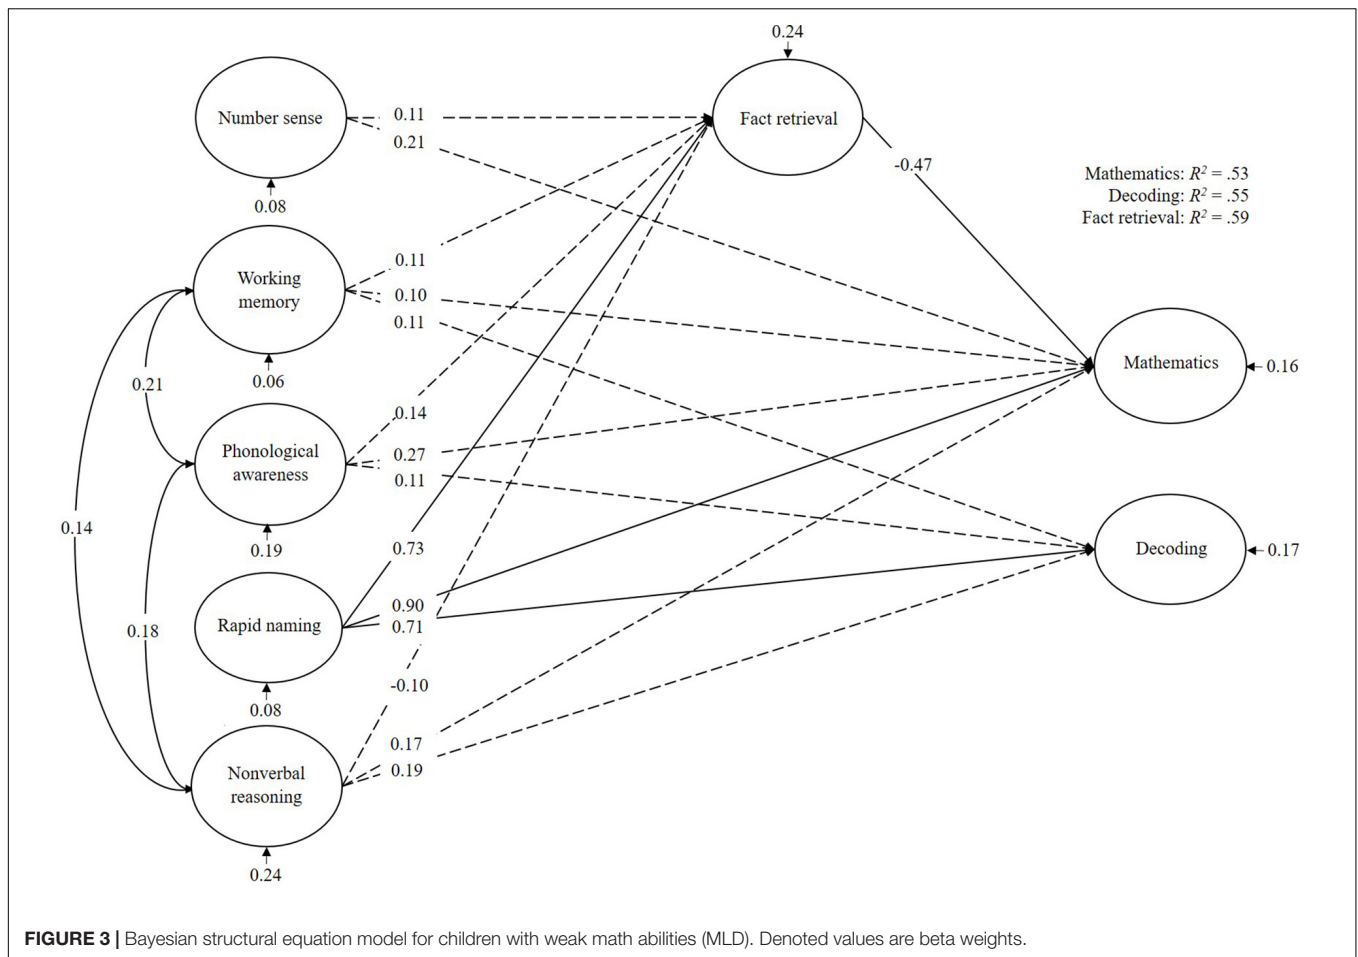 0.24
Number sense
0.11
0.21
Fact retrieval
-0.47
Mathematics: R² = .53
Decoding: R² = .55
Fact retrieval: R² = .59
0.08
Working
memory
0.11
0.10
0.11
0.06
0.21
Mathematics
0.16
Phonological
awareness
0.14
0.27
0.11
0.19
0.14
0.73
Decoding
0.17
Rapid naming
0.90
0.71
0.18
0.08
-0.10
Nonverbal
reasoning
0.17
0.19
0.24
FIGURE 3 | Bayesian structural equation model for children with weak math abilities (MLD). Denoted values are beta weights.